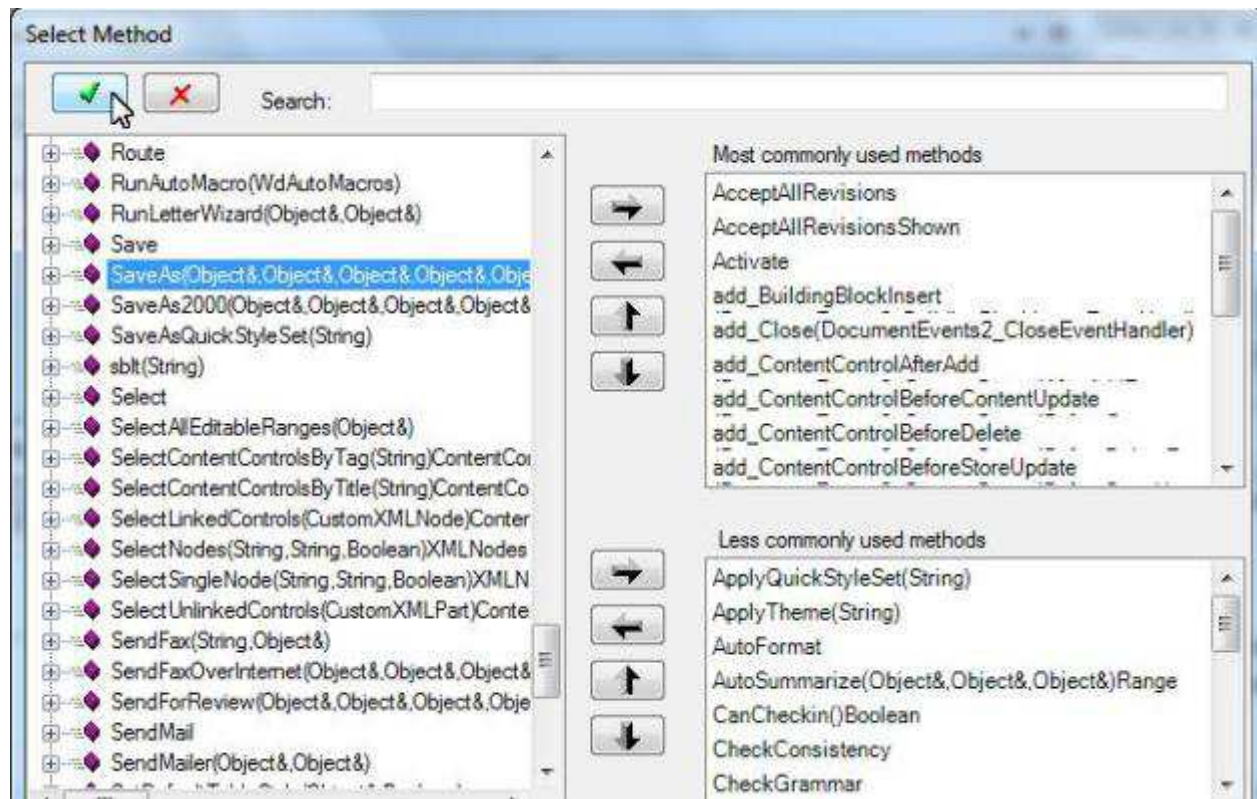 Select Method
Search:
Route
RunAutoMacro(WdAutoMacros)
RunLetterWizard(Object&,Object&)
Save
SaveAs(Object&,Object&,Object&,Object&,Obje
SaveAs2000(Object&,Object&,Object&,Object&
SaveAsQuickStyleSet(String)
sblt(String)
Select
SelectAllEditableRanges(Object&)
SelectContentControlsByTag(String)ContentCor
SelectContentControlsByTitle(String)ContentCo
SelectLinkedControls(CustomXMLNode)Conter
SelectNodes(String,String,Boolean)XMLNodes
SelectSingleNode(String,String,Boolean)XMLN
SelectUnlinkedControls(CustomXMLPart)Conte
SendFax(String,Object&)
SendFaxOverInternet(Object&,Object&,Object&
SendForReview(Object&,Object&,Object&,Obje
SendMail
SendMailer(Object&,Object&)
Most commonly used methods
AcceptAllRevisions
AcceptAllRevisionsShown
Activate
add_BuildingBlockInsert
add_Close(DocumentEvents2_CloseEventHandler)
add_ContentControlAfterAdd
add_ContentControlBeforeContentUpdate
add_ContentControlBeforeDelete
add_ContentControlBeforeStoreUpdate
Less commonly used methods
ApplyQuickStyleSet(String)
ApplyTheme(String)
AutoFormat
AutoSummarize(Object&,Object&,Object&)Range
CanCheckin()Boolean
CheckConsistency
CheckGrammar